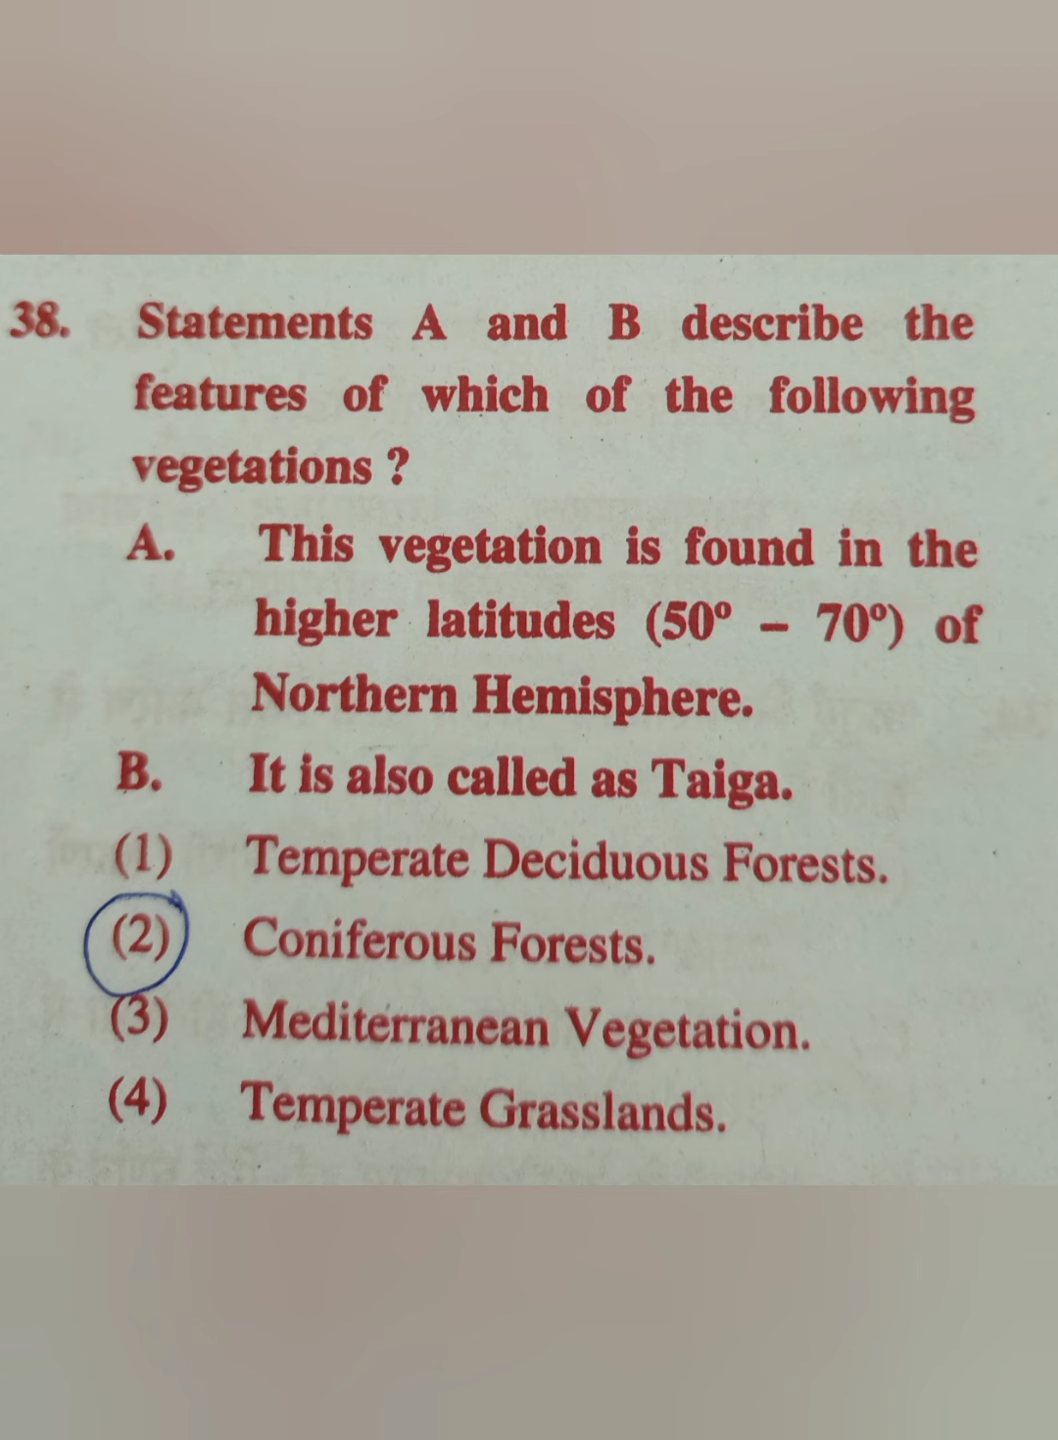 38. Statements A and B describe the
features of which of the following
vegetations ?
A. This vegetation is found in the
higher latitudes (50° – 70°) of
Northern Hemisphere.
B. It is also called as Taiga.
(1) Temperate Deciduous Forests.
(2) Coniferous Forests.
(3) Mediterranean Vegetation.
(4) Temperate Grasslands.